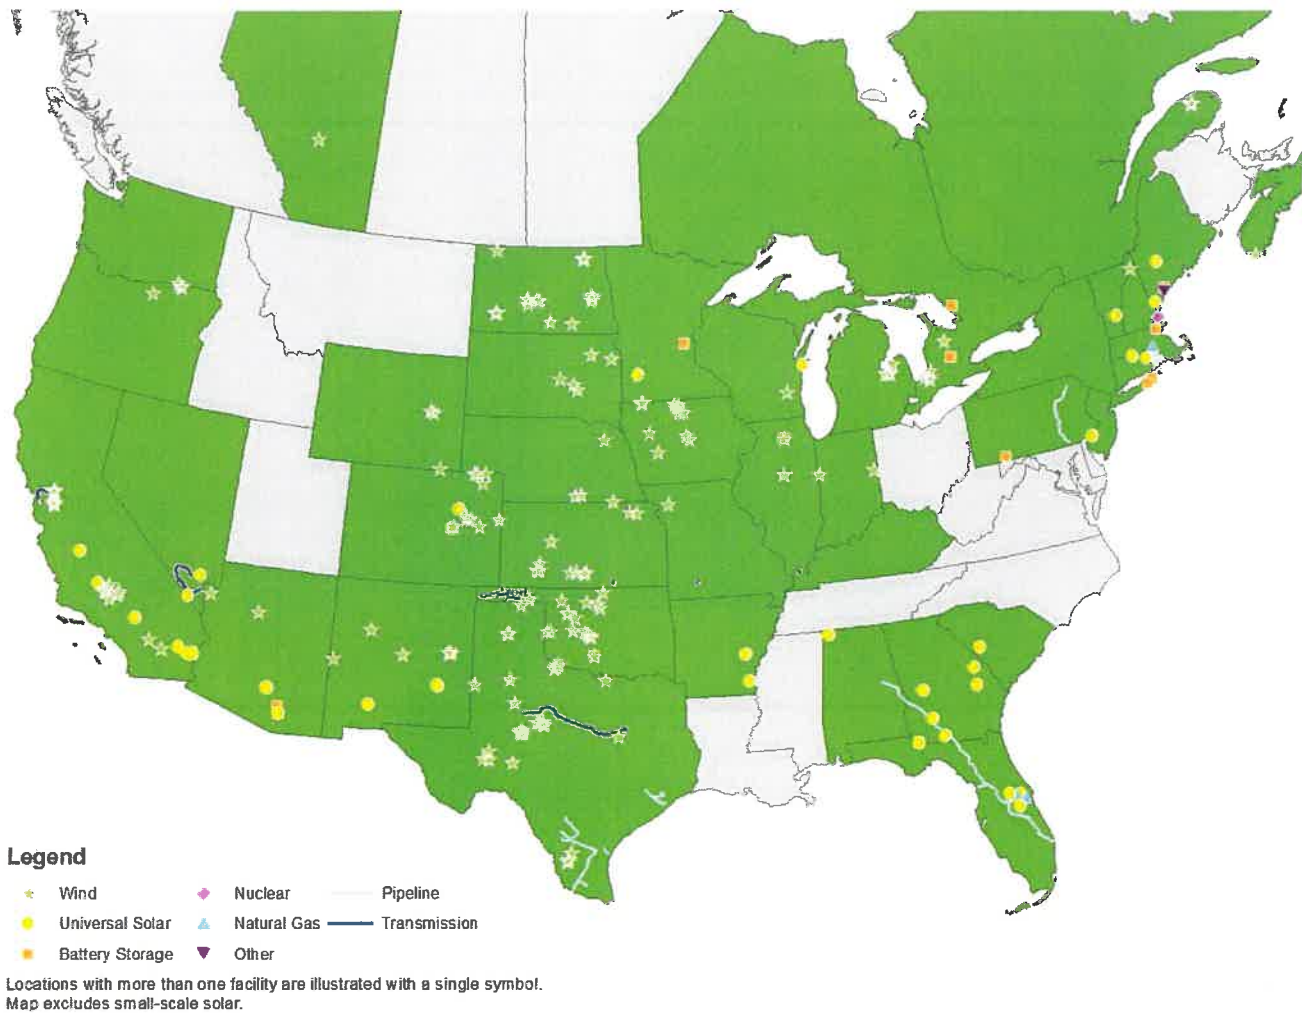 Legend
Wind
Nuclear
Pipeline
Universal Solar
Natural Gas
Transmission
Battery Storage
Other
Locations with more than one facility are illustrated with a single symbol.
Map excludes small-scale solar.